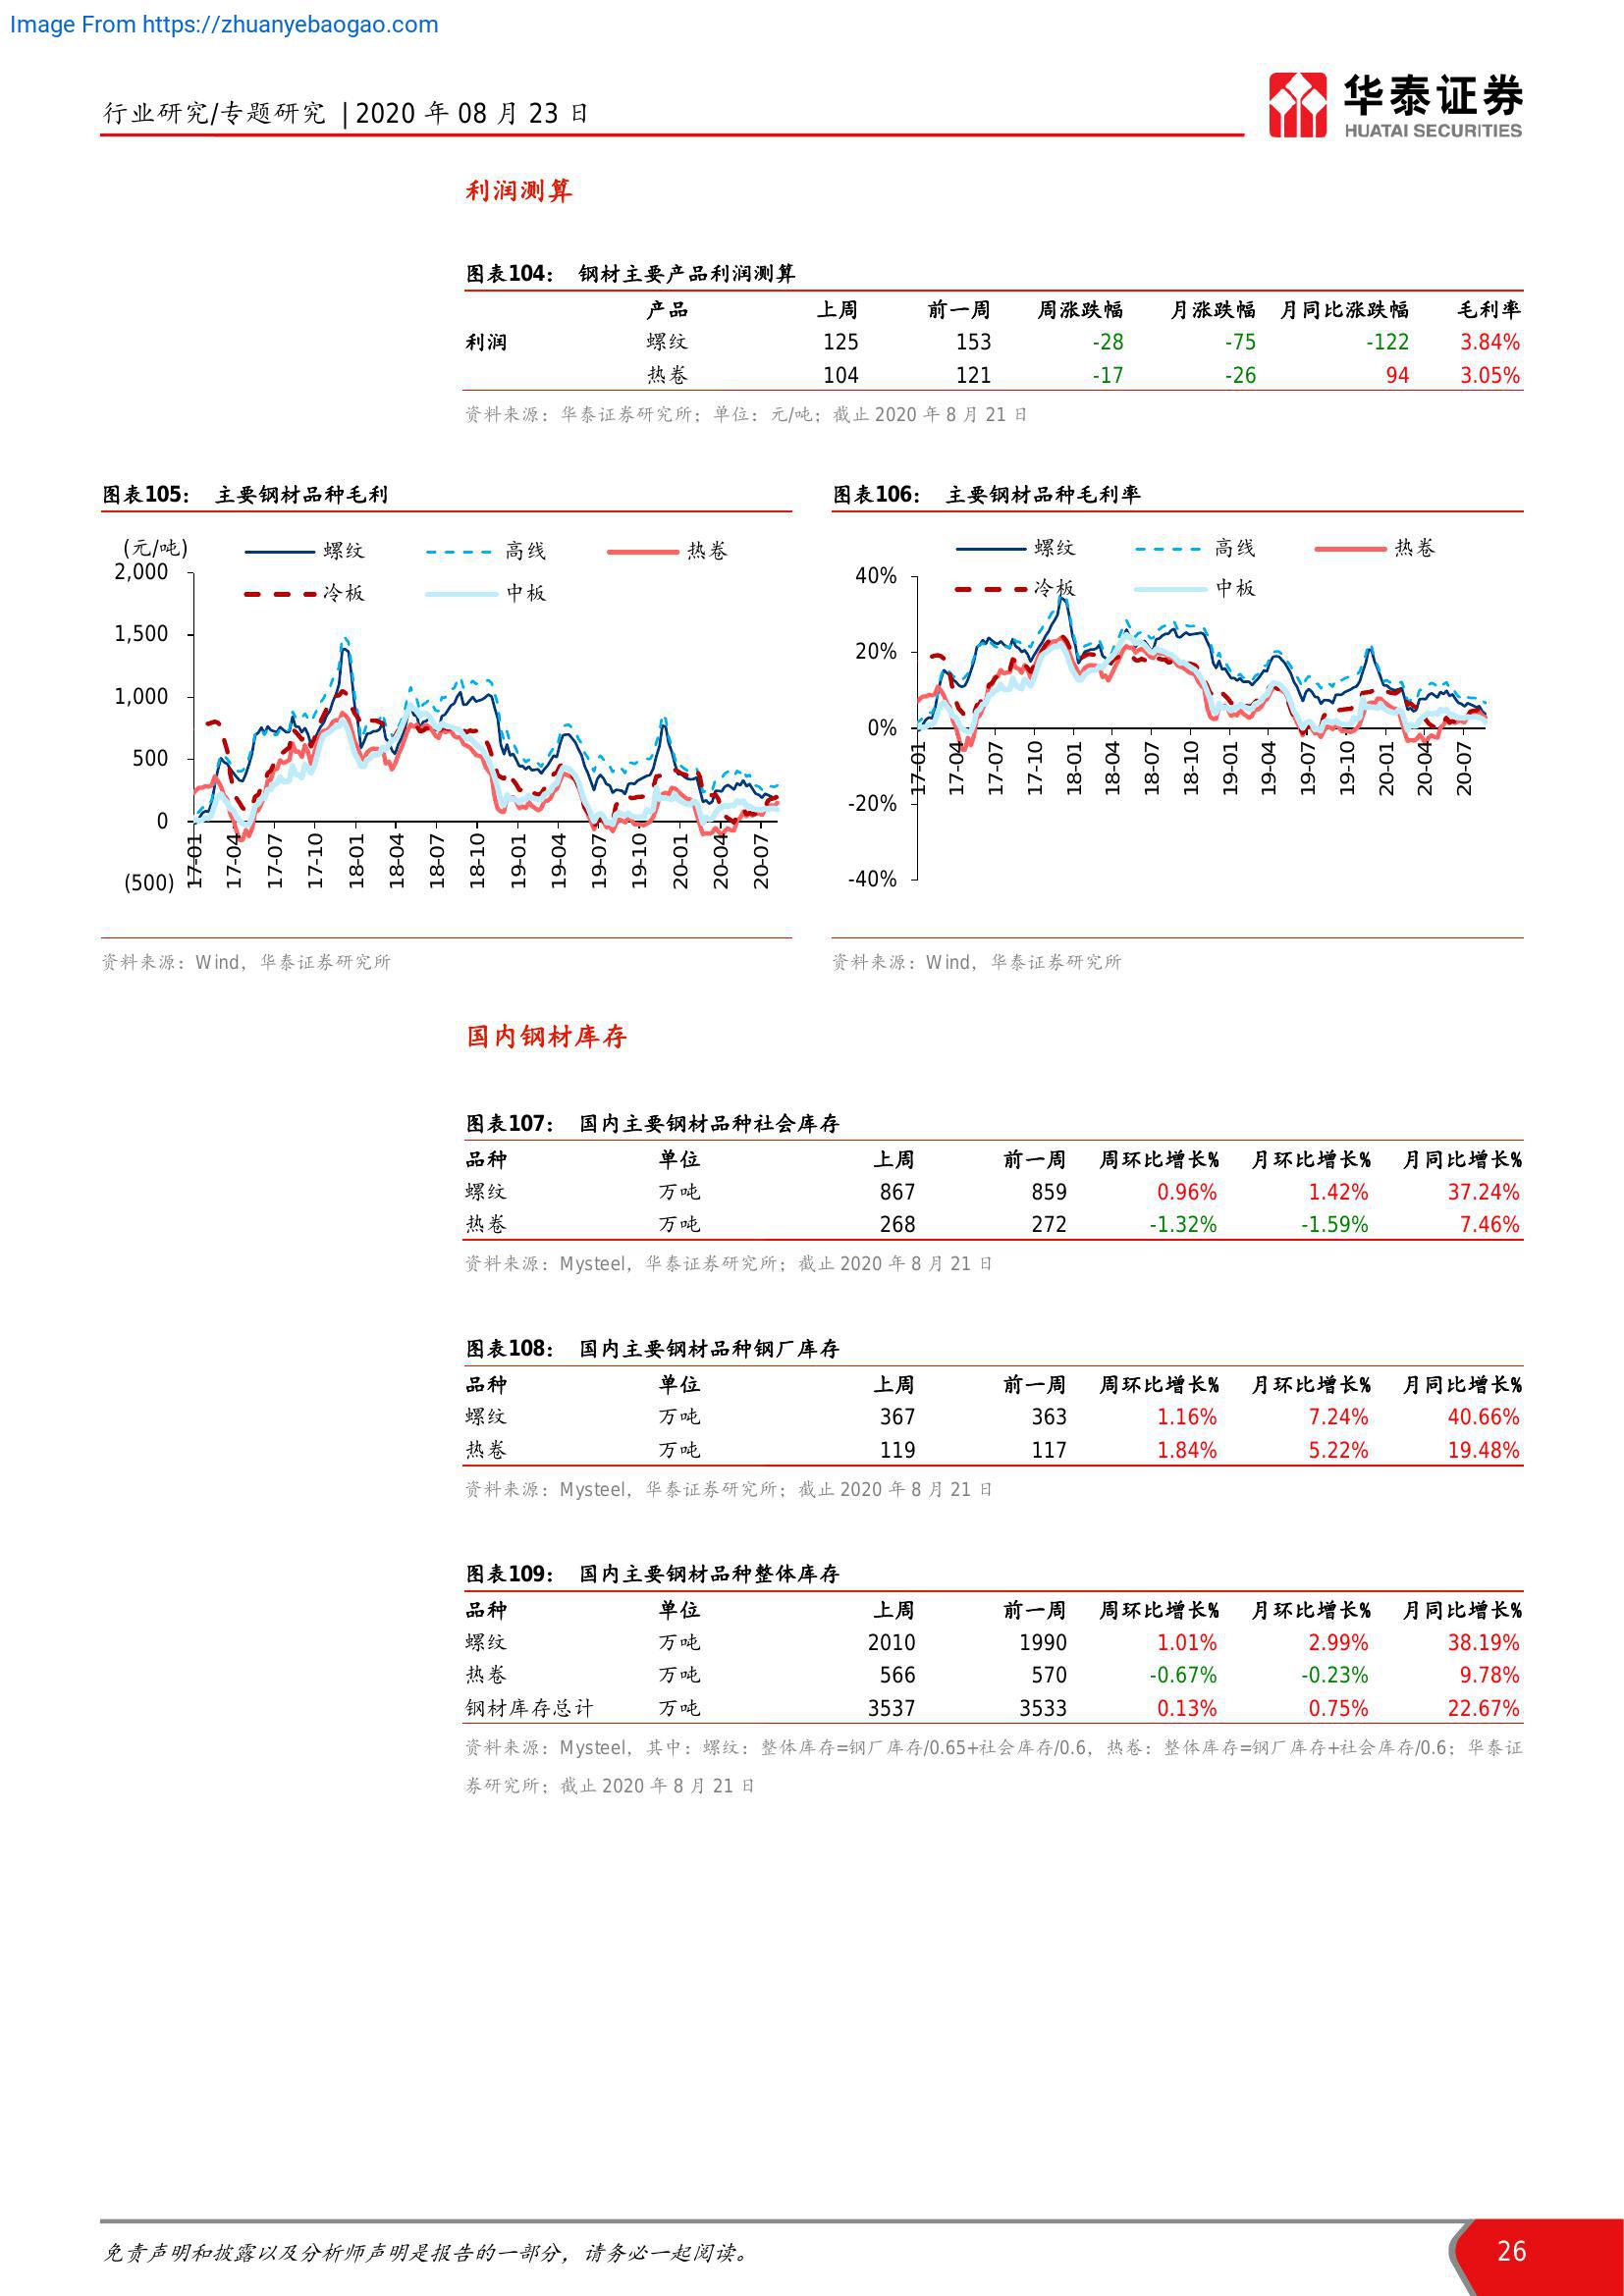 Image From https://zhuanyebaogao.com
行业研究/专题研究 | 2020 年 08 月 23 日
华泰证券
HUATAI SECURITIES
利润测算
图表104： 钢材主要产品利润测算
产品 上周 前一周 周涨跌幅 月涨跌幅 月同比涨跌幅 毛利率
利润 螺纹 125 153 -28 -75 -122 3.84%
热卷 104 121 -17 -26 94 3.05%
资料来源：华泰证券研究所；单位：元/吨；截止 2020 年 8 月 21 日
图表105： 主要钢材品种毛利
(元/吨)
螺纹 高线 热卷
冷板 中板
2,000
1,500
1,000
500
0
(500)
17-01 17-04 17-07 17-10 18-01 18-04 18-07 18-10 19-01 19-04 19-07 19-10 20-01 20-04 20-07
资料来源：Wind，华泰证券研究所
图表106： 主要钢材品种毛利率
螺纹 高线 热卷
冷板 中板
40%
20%
0%
-20%
-40%
17-01 17-04 17-07 17-10 18-01 18-04 18-07 18-10 19-01 19-04 19-07 19-10 20-01 20-04 20-07
资料来源：Wind，华泰证券研究所
国内钢材库存
图表107： 国内主要钢材品种社会库存
品种 单位 上周 前一周 周环比增长% 月环比增长% 月同比增长%
螺纹 万吨 867 859 0.96% 1.42% 37.24%
热卷 万吨 268 272 -1.32% -1.59% 7.46%
资料来源：Mysteel，华泰证券研究所；截止 2020 年 8 月 21 日
图表108： 国内主要钢材品种钢厂库存
品种 单位 上周 前一周 周环比增长% 月环比增长% 月同比增长%
螺纹 万吨 367 363 1.16% 7.24% 40.66%
热卷 万吨 119 117 1.84% 5.22% 19.48%
资料来源：Mysteel，华泰证券研究所；截止 2020 年 8 月 21 日
图表109： 国内主要钢材品种整体库存
品种 单位 上周 前一周 周环比增长% 月环比增长% 月同比增长%
螺纹 万吨 2010 1990 1.01% 2.99% 38.19%
热卷 万吨 566 570 -0.67% -0.23% 9.78%
钢材库存总计 万吨 3537 3533 0.13% 0.75% 22.67%
资料来源：Mysteel，其中：螺纹：整体库存=钢厂库存/0.65+社会库存/0.6，热卷：整体库存=钢厂库存+社会库存/0.6；华泰证
券研究所；截止 2020 年 8 月 21 日
免责声明和披露以及分析师声明是报告的一部分，请务必一起阅读。
26